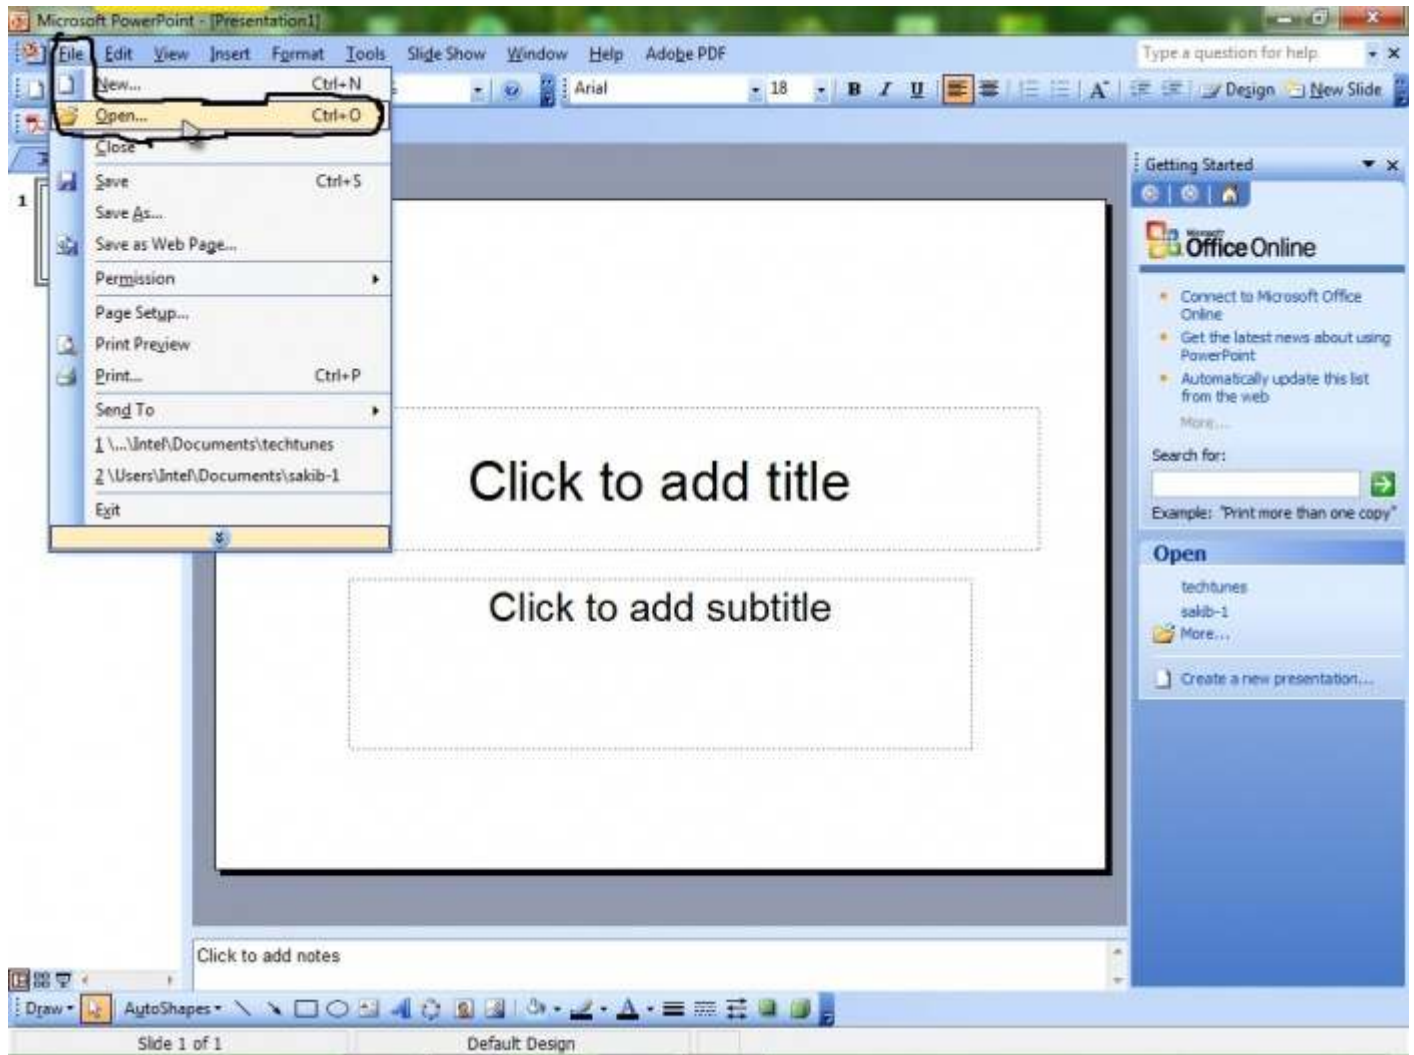 Microsoft PowerPoint - [Presentation1]
File Edit View Insert Format Tools Slide Show Window Help Adobe PDF Type a question for help
New... Ctrl+N
Arial 18 B I U A Design New Slide
Open... Ctrl+O
Close
Save Ctrl+S
Save As...
Save as Web Page...
Permission
Page Setup...
Print Preview
Print... Ctrl+P
Send To
1 \...\Intel\Documents\techtunes
2 \Users\Intel\Documents\sakib-1
Exit
1
Click to add title
Click to add subtitle
Click to add notes
Getting Started
Microsoft
Office Online
Connect to Microsoft Office
Online
Get the latest news about using
PowerPoint
Automatically update this list
from the web
More...
Search for:
Example: "Print more than one copy"
Open
techtunes
sakib-1
More...
Create a new presentation...
Draw AutoShapes A
Slide 1 of 1 Default Design